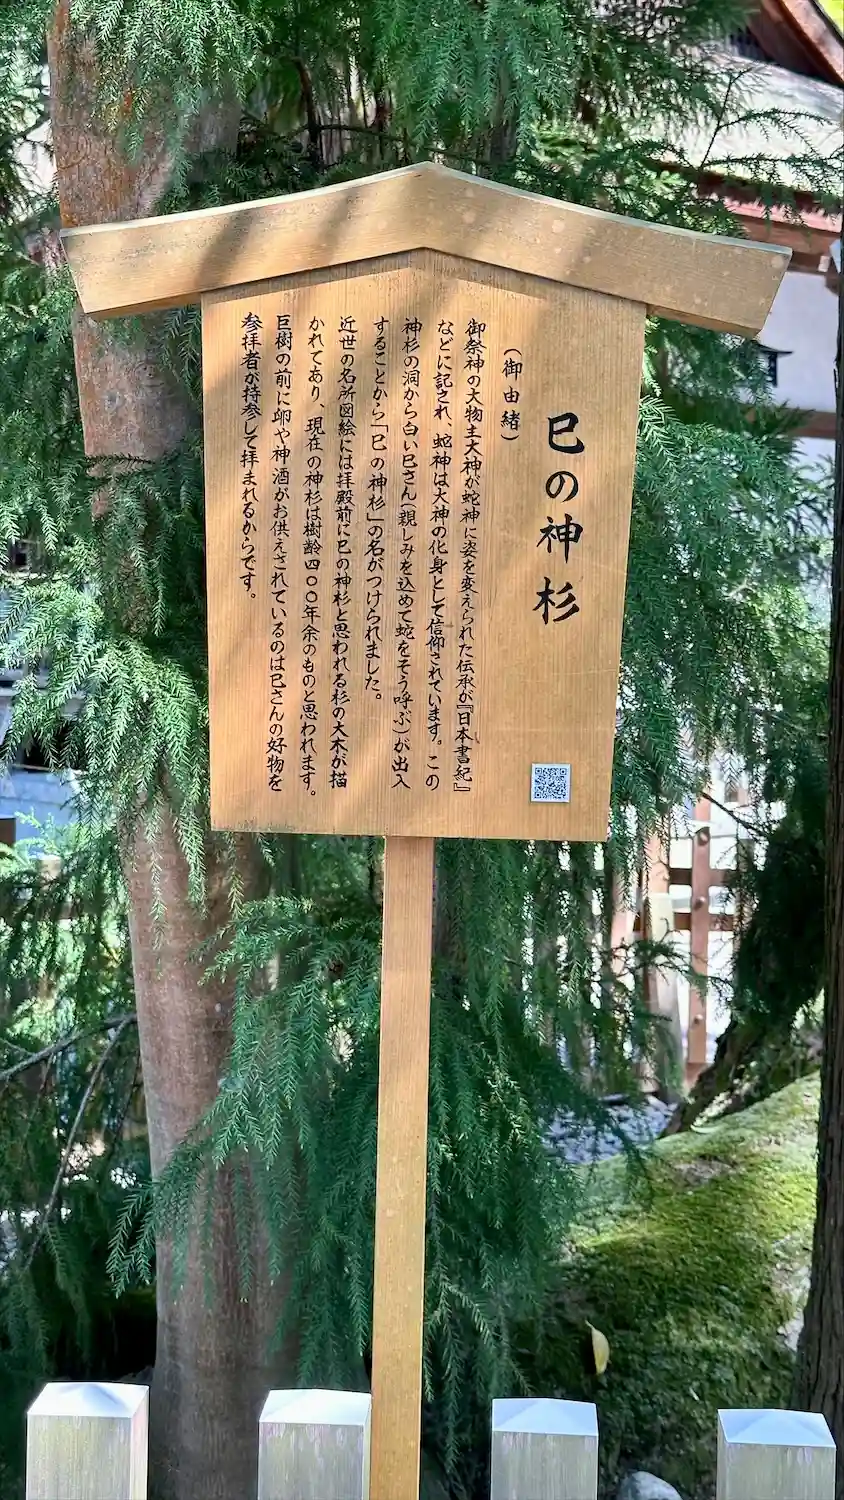 巳の神杉
(御由緒)
御祭神の大物主大神が蛇神に姿を変えられた伝承が『日本書紀』
などに記され、蛇神は大神の化身として信仰されています。この
神杉の洞から白い巳さん(親しみを込めて蛇をそう呼ぶ)が出入
することから「巳の神杉」の名がつけられました。
近世の名所図絵には拝殿前に巳の神杉と思われる杉の大木が描
かれてあり、現在の神杉は樹齢四〇〇年余のものと思われます。
巨樹の前に卵や神酒がお供えされているのは巳さんの好物を
参拝者が持参して拝まれるからです。